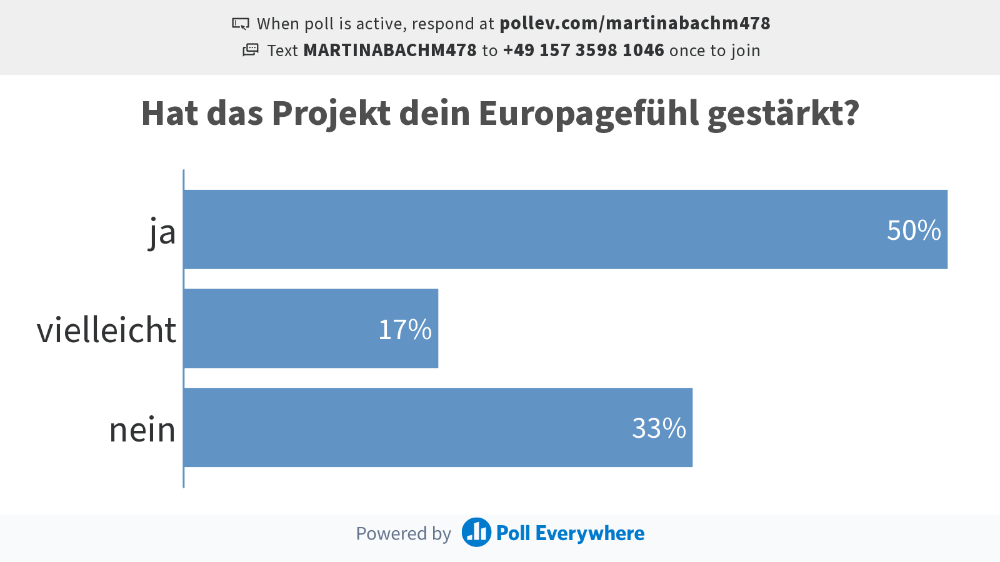 When poll is active, respond at pollev.com/martinabachm478
Text MARTINABACHM478 to +49 157 3598 1046 once to join
Hat das Projekt dein Europagefühl gestärkt?
ja
50%
vielleicht
17%
nein
33%
Powered by Poll Everywhere